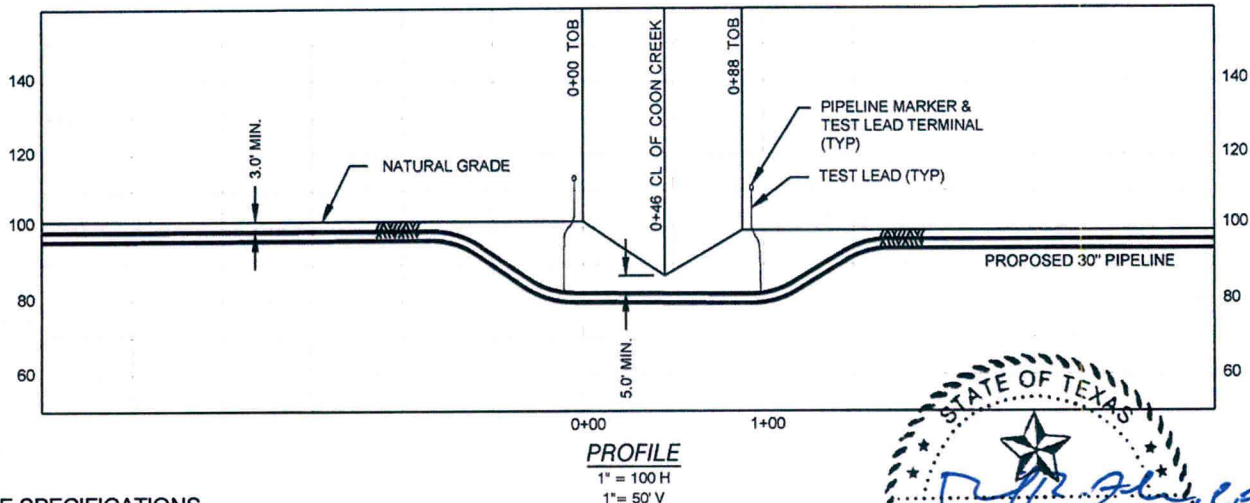 140
120
100
80
60
3.0' MIN.
NATURAL GRADE
0+00 TOB
0+46 CL OF COON CREEK
0+88 TOB
PIPELINE MARKER &
TEST LEAD TERMINAL
(TYP)
TEST LEAD (TYP)
140
120
100
80
60
PROPOSED 30" PIPELINE
5.0' MIN.
0+00
1+00
PROFILE
1" = 100 H
1"= 50' V
STATE OF TEXAS
SPECIFICATIONS